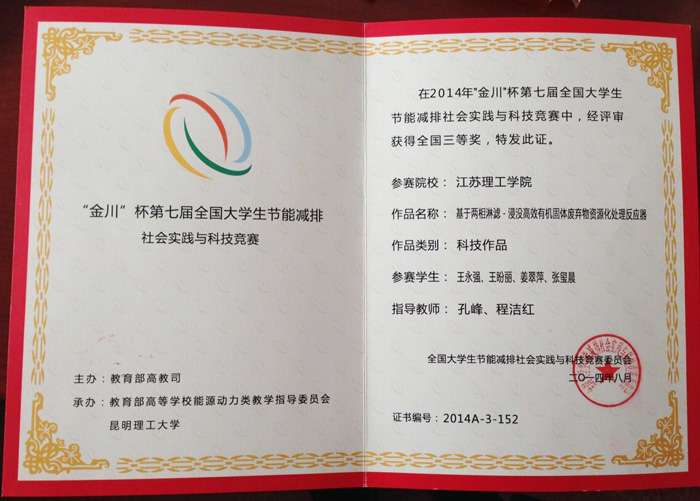 “金川”杯第七届全国大学生节能减排
社会实践与科技竞赛
主办：教育部高教司
承办：教育部高等学校能源动力类教学指导委员会
昆明理工大学
在2014年“金川”杯第七届全国大学生
节能减排社会实践与科技竞赛中，经评审
获得全国三等奖，特发此证。
参赛院校：江苏理工学院
作品名称：基于两相淋滤-浸没高效有机固体废弃物资源化处理反应器
作品类别：科技作品
参赛学生：王永强、王盼丽、姜翠萍、张玺晨
指导教师：孔峰、程洁红
全国大学生节能减排社会实践与科技竞赛委员会
二〇一四年八月
证书编号：2014A-3-152